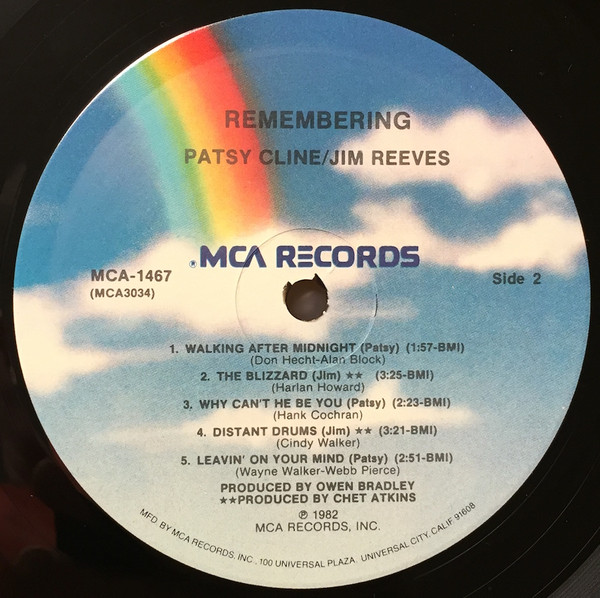 REMEMBERING
PATSY CLINE/JIM REEVES
® MCA RECORDS
MCA-1467
(MCA3034)
Side 2
1. WALKING AFTER MIDNIGHT (Patsy) (1:57-BMI)
(Don Hecht-Alan Block)
2. THE BLIZZARD (Jim) ★★ (3:25-BMI)
(Harlan Howard)
3. WHY CAN'T HE BE YOU (Patsy) (2:23-BMI)
(Hank Cochran)
4. DISTANT DRUMS (Jim) ★★ (3:21-BMI)
(Cindy Walker)
5. LEAVIN' ON YOUR MIND (Patsy) (2:51-BMI)
(Wayne Walker-Webb Pierce)
PRODUCED BY OWEN BRADLEY
★★PRODUCED BY CHET ATKINS
℗ 1982
MCA RECORDS, INC.
MFD. BY MCA RECORDS, INC., 100 UNIVERSAL PLAZA, UNIVERSAL CITY, CALIF 91608